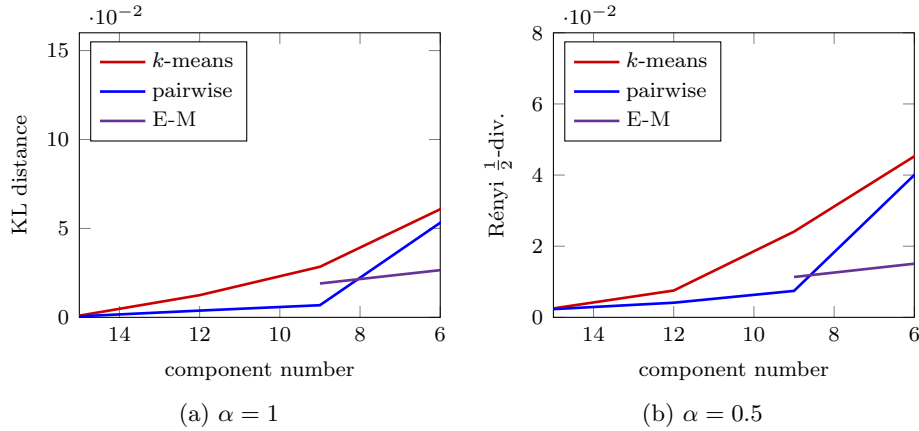 ·10⁻²
15
10
5
0
KL distance
k-means
pairwise
E-M
14 12 10 8 6
component number
(a) α = 1
·10⁻²
8
6
4
2
0
Rényi ½-div.
k-means
pairwise
E-M
14 12 10 8 6
component number
(b) α = 0.5